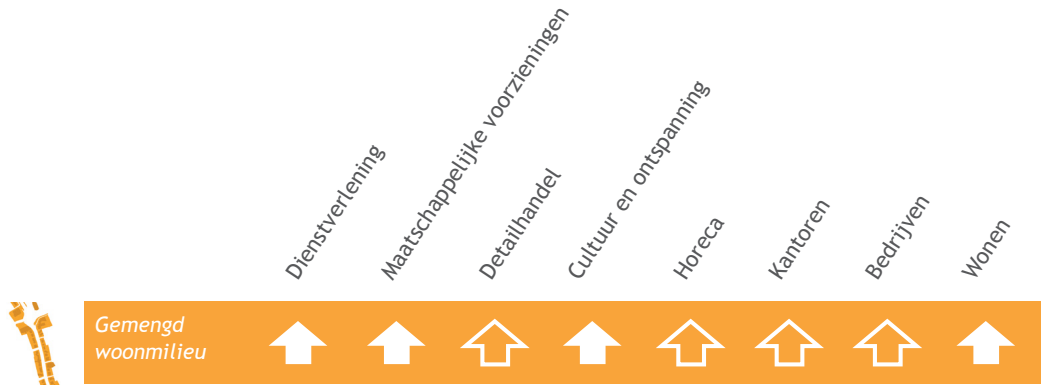 Dienstverlening
Maatschappelijke voorzieningen
Detailhandel
Cultuur en ontspanning
Horeca
Kantoren
Bedrijven
Wonen
Gemengd
woonmilieu